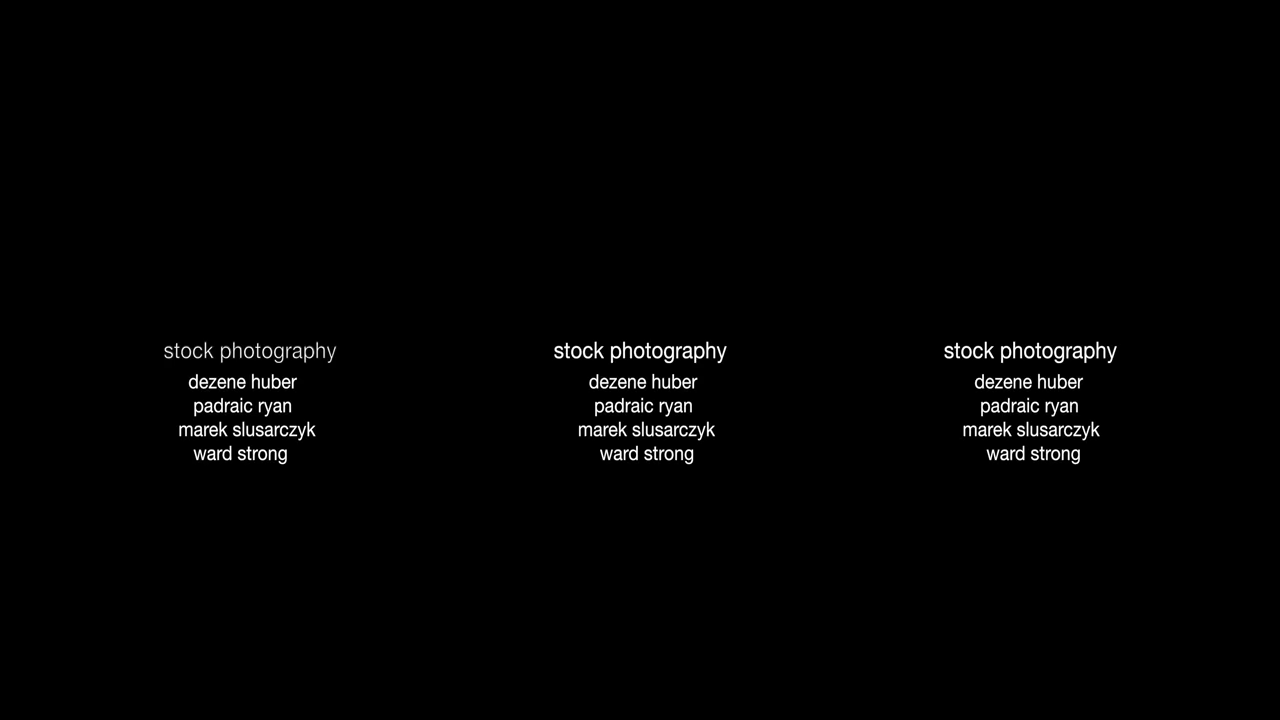 stock photography
dezene huber
padraic ryan
marek slusarczyk
ward strong
stock photography
dezene huber
padraic ryan
marek slusarczyk
ward strong
stock photography
dezene huber
padraic ryan
marek slusarczyk
ward strong